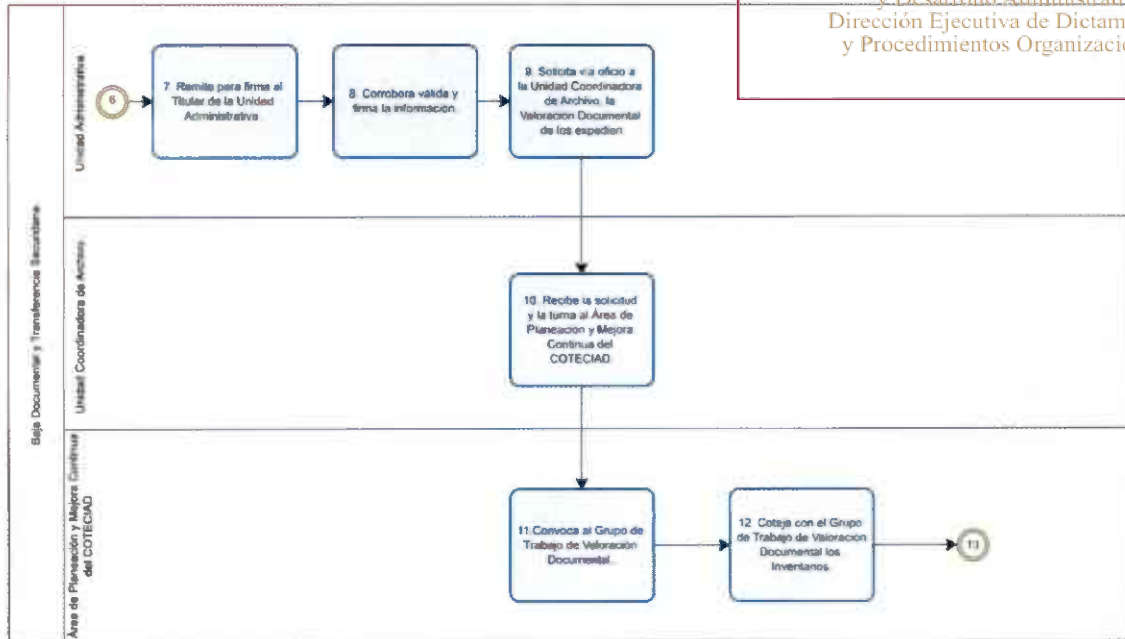 y Desarrollo Administrati
Dirección Ejecutiva de Dictam
y Procedimientos Organizaci
Baja Documental y Transferencia Secundaria
Unidad Administrativa
6
7. Remite para firma al
Titular de la Unidad
Administrativa
8. Corrobora valida y
firma la información
9. Solicita vía oficio a
la Unidad Coordinadora
de Archivo, la
Valoración Documental
de los expedien
Unidad Coordinadora de Archivo
10. Recibe la solicitud
y la turna al Área de
Planeación y Mejora
Continua del
COTECIAD
Área de Planeación y Mejora Continua
del COTECIAD
11 Convoca al Grupo de
Trabajo de Valoración
Documental.
12. Coteja con el Grupo
de Trabajo de Valoración
Documental los
Inventarios
13